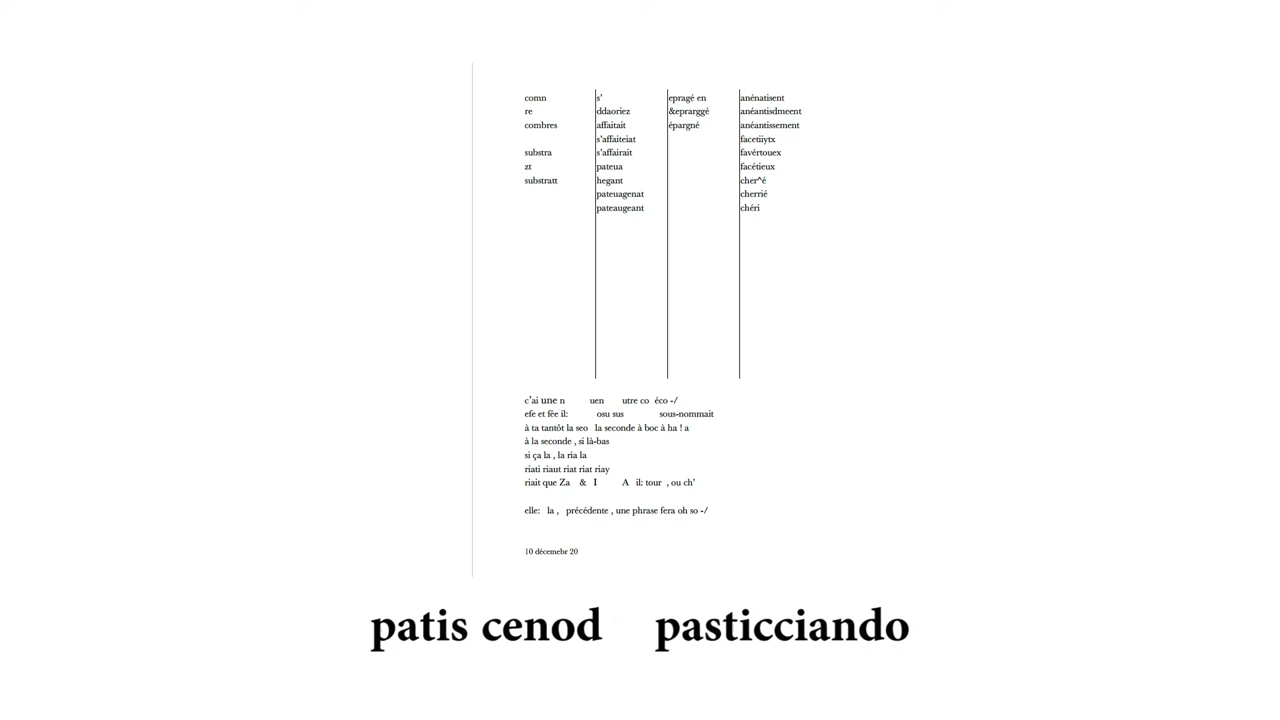 comn
re
combres
substra
zt
substratt
s’
ddaoriez
affaitait
s’affaiteiat
s’affairait
pateua
hegant
pateuagenat
pateaugeant
epragé en
&eprarggé
épargné
anénatisent
anéantisdmeent
anéantissement
facetiiytx
favértouex
facétieux
cher^é
cherrié
chéri
c’ai une n uen utre co éco -/
efe et fëe il: osu sus sous-nommait
à ta tantôt la seo la seconde à boc à ha ! a
à la seconde , si là-bas
si ça la , la ria la
riati riaut riat riat riay
riait que Za & I A il: tour , ou ch’
elle: la , précédente , une phrase fera oh so -/
10 décemebr 20
patis cenod pasticciando